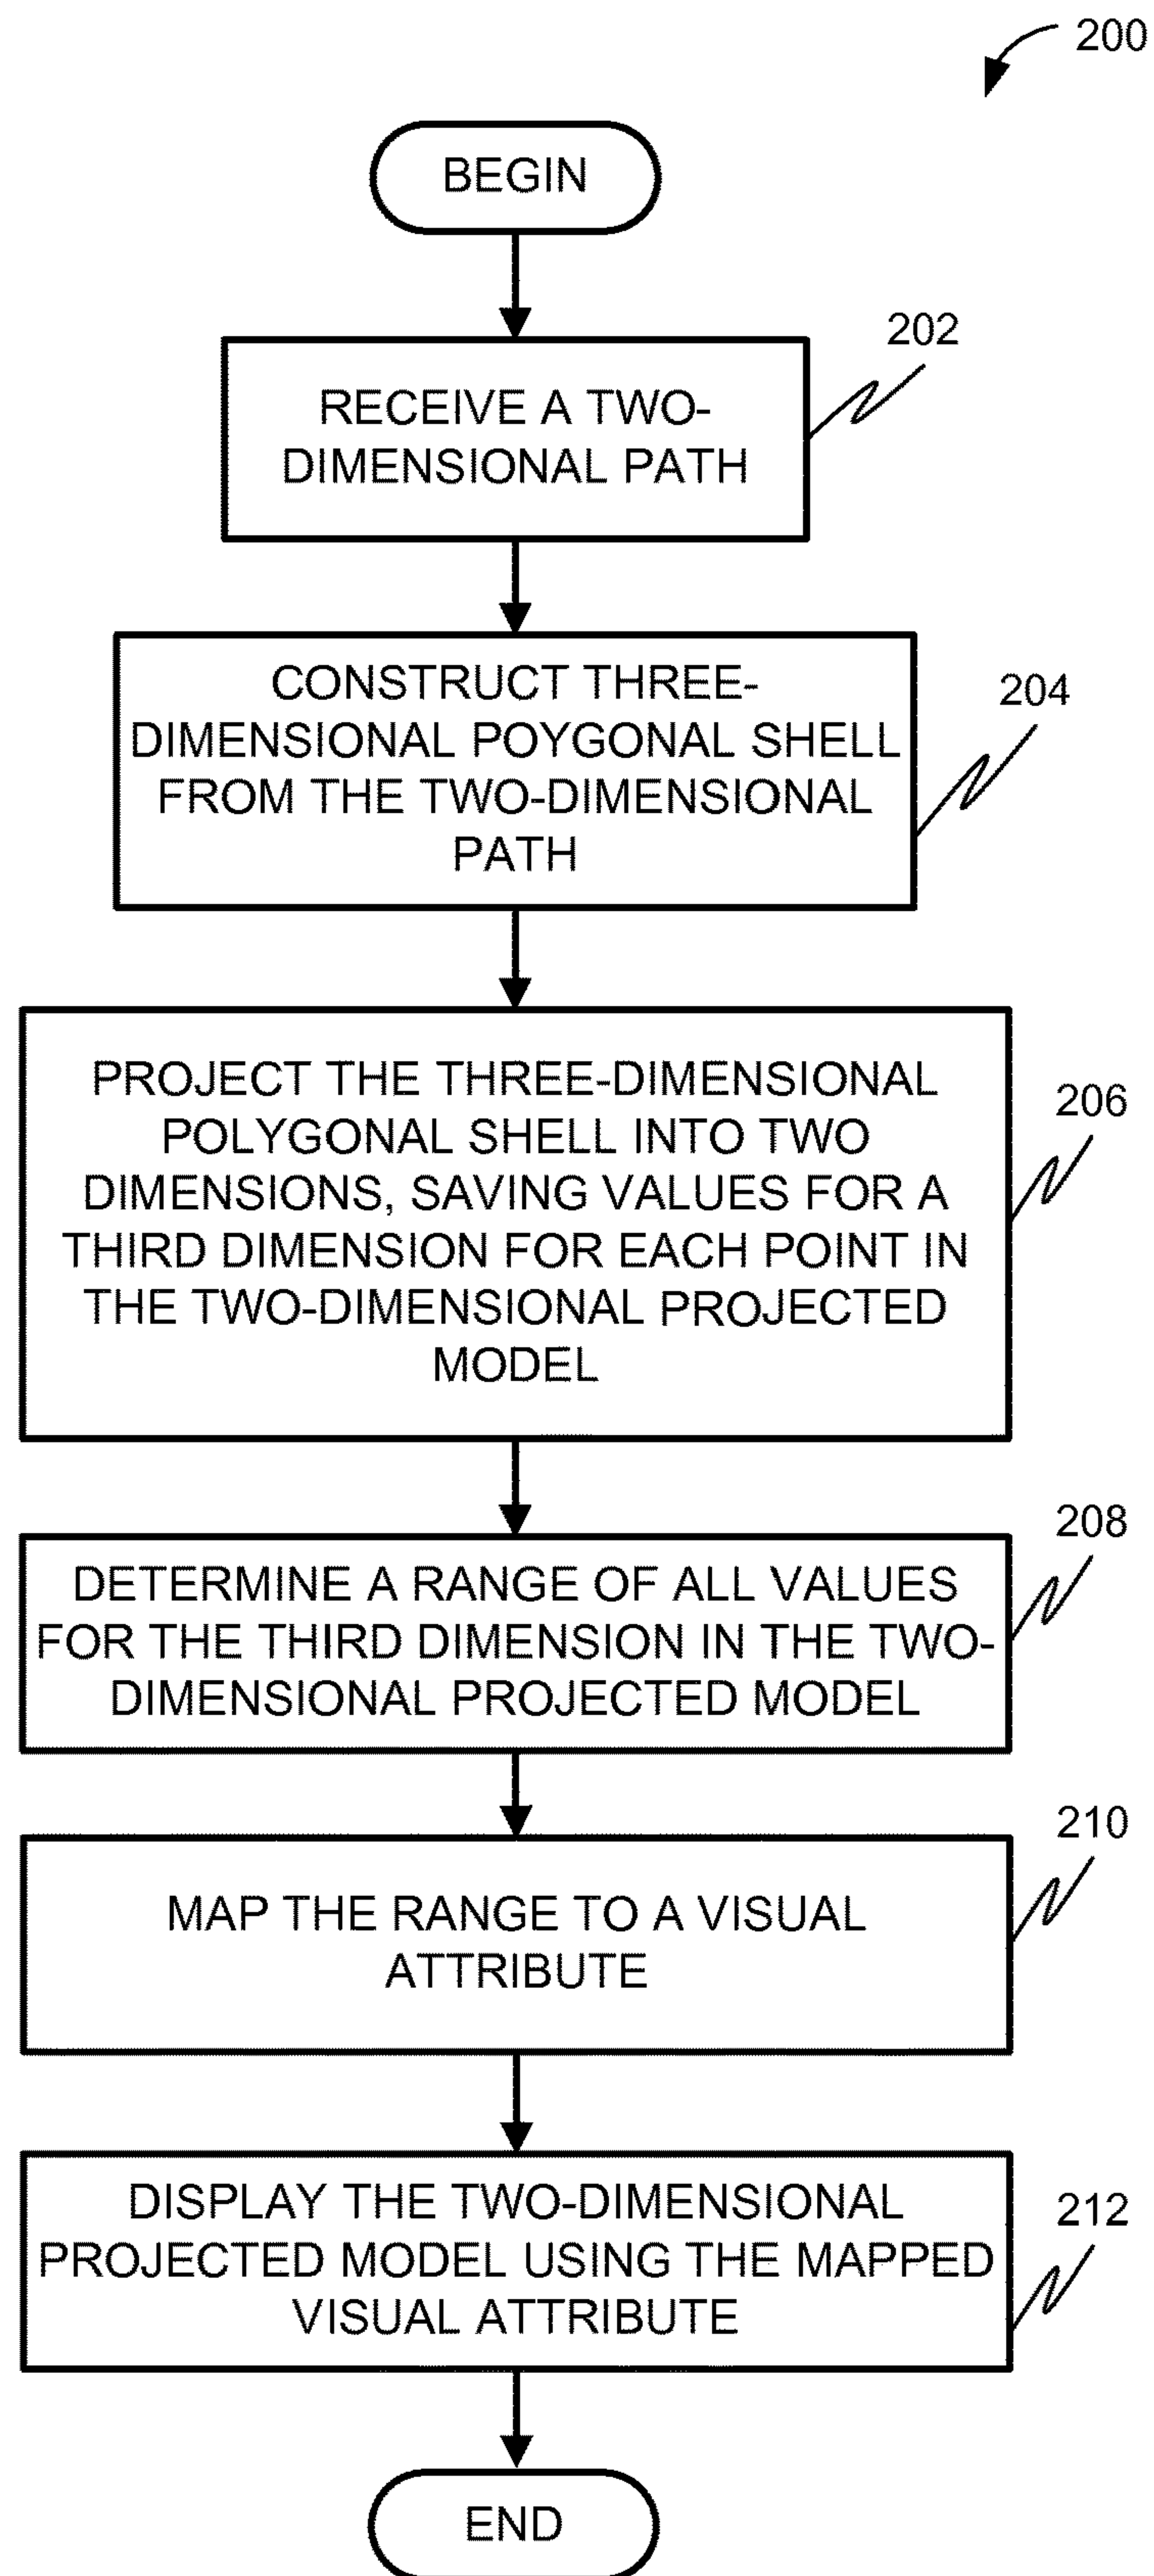 200
BEGIN
202
RECEIVE A TWO-
DIMENSIONAL PATH
204
CONSTRUCT THREE-
DIMENSIONAL POYGONAL SHELL
FROM THE TWO-DIMENSIONAL
PATH
206
PROJECT THE THREE-DIMENSIONAL
POLYGONAL SHELL INTO TWO
DIMENSIONS, SAVING VALUES FOR A
THIRD DIMENSION FOR EACH POINT IN
THE TWO-DIMENSIONAL PROJECTED
MODEL
208
DETERMINE A RANGE OF ALL VALUES
FOR THE THIRD DIMENSION IN THE TWO-
DIMENSIONAL PROJECTED MODEL
210
MAP THE RANGE TO A VISUAL
ATTRIBUTE
212
DISPLAY THE TWO-DIMENSIONAL
PROJECTED MODEL USING THE MAPPED
VISUAL ATTRIBUTE
END